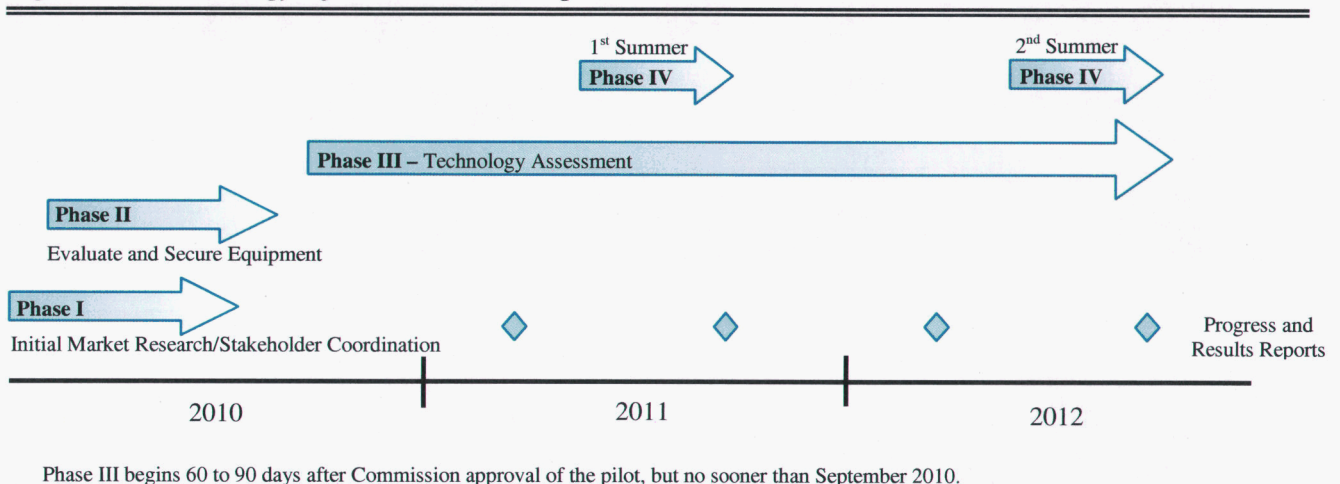 1st Summer
Phase IV
2nd Summer
Phase IV
Phase III – Technology Assessment
Phase II
Evaluate and Secure Equipment
Phase I
Initial Market Research/Stakeholder Coordination
Progress and
Results Reports
2010
2011
2012
Phase III begins 60 to 90 days after Commission approval of the pilot, but no sooner than September 2010.